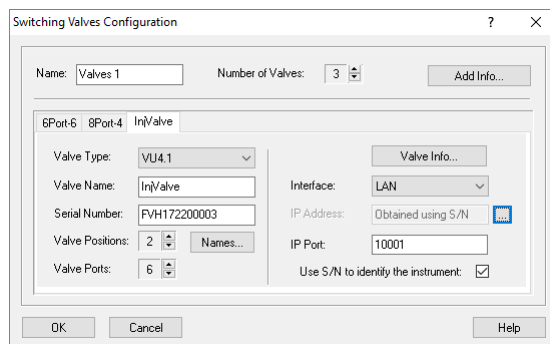 Switching Valves Configuration ? X
Name: Valves 1 Number of Valves: 3 Add Info...
6Port-6 8Port-4 InjValve
Valve Type: VU4.1 Valve Info...
Valve Name: InjValve Interface: LAN
Serial Number: FVH172200003 IP Address: Obtained using S/N ...
Valve Positions: 2 Names... IP Port: 10001
Valve Ports: 6 Use S/N to identify the instrument:
OK Cancel Help